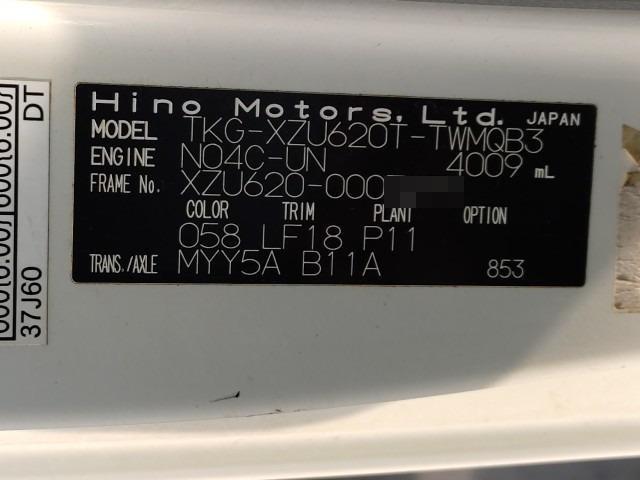 Hino Motors, Ltd. JAPAN
MODEL TKG-XZU620T-TWMQB3
ENGINE N04C-UN 4009 mL
FRAME No. XZU620-000
COLOR TRIM PLANT OPTION
058 LF18 P11
TRANS./AXLE MYY5A B11A 853
DT
37J60